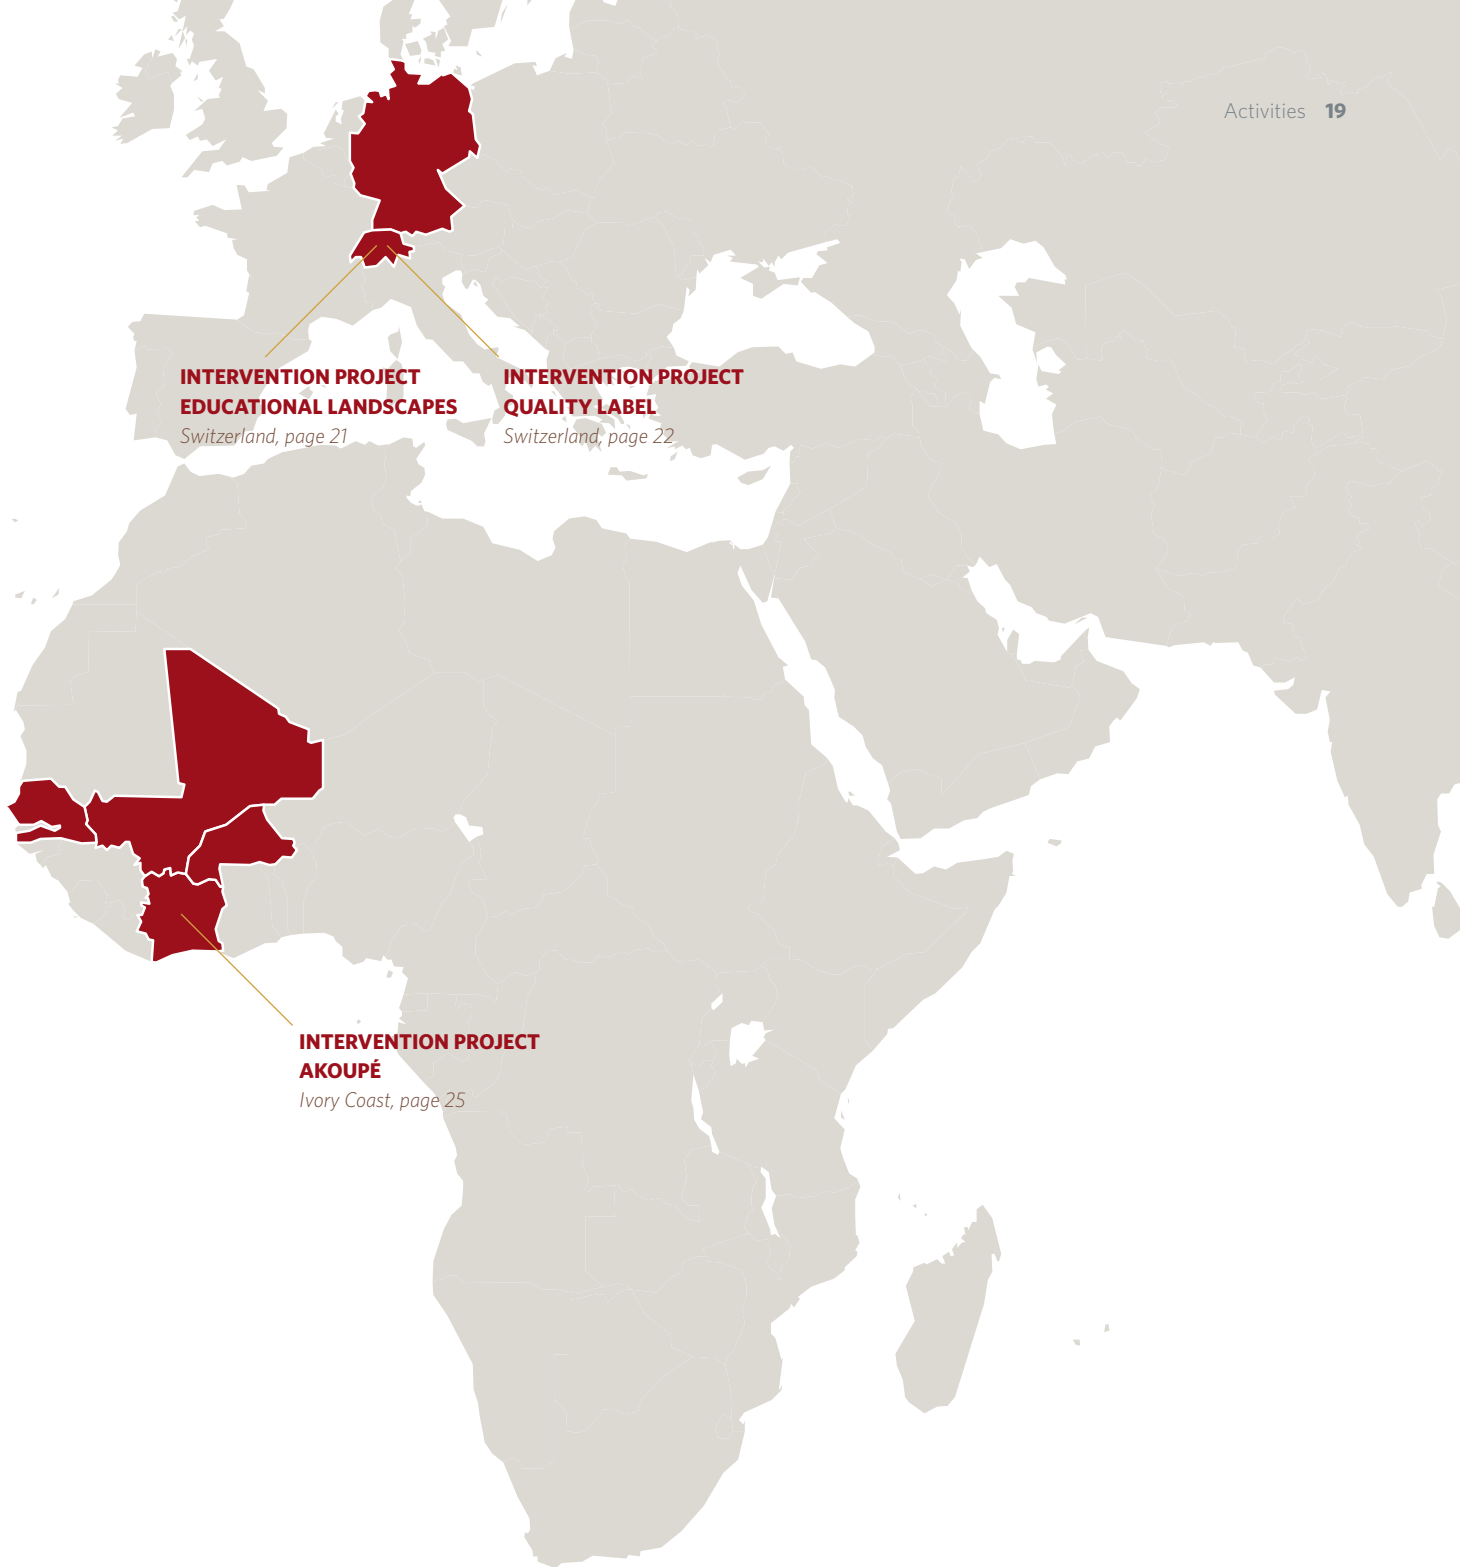 Activities 19
INTERVENTION PROJECT
EDUCATIONAL LANDSCAPES
Switzerland, page 21
INTERVENTION PROJECT
QUALITY LABEL
Switzerland, page 22
INTERVENTION PROJECT
AKOUPÉ
Ivory Coast, page 25